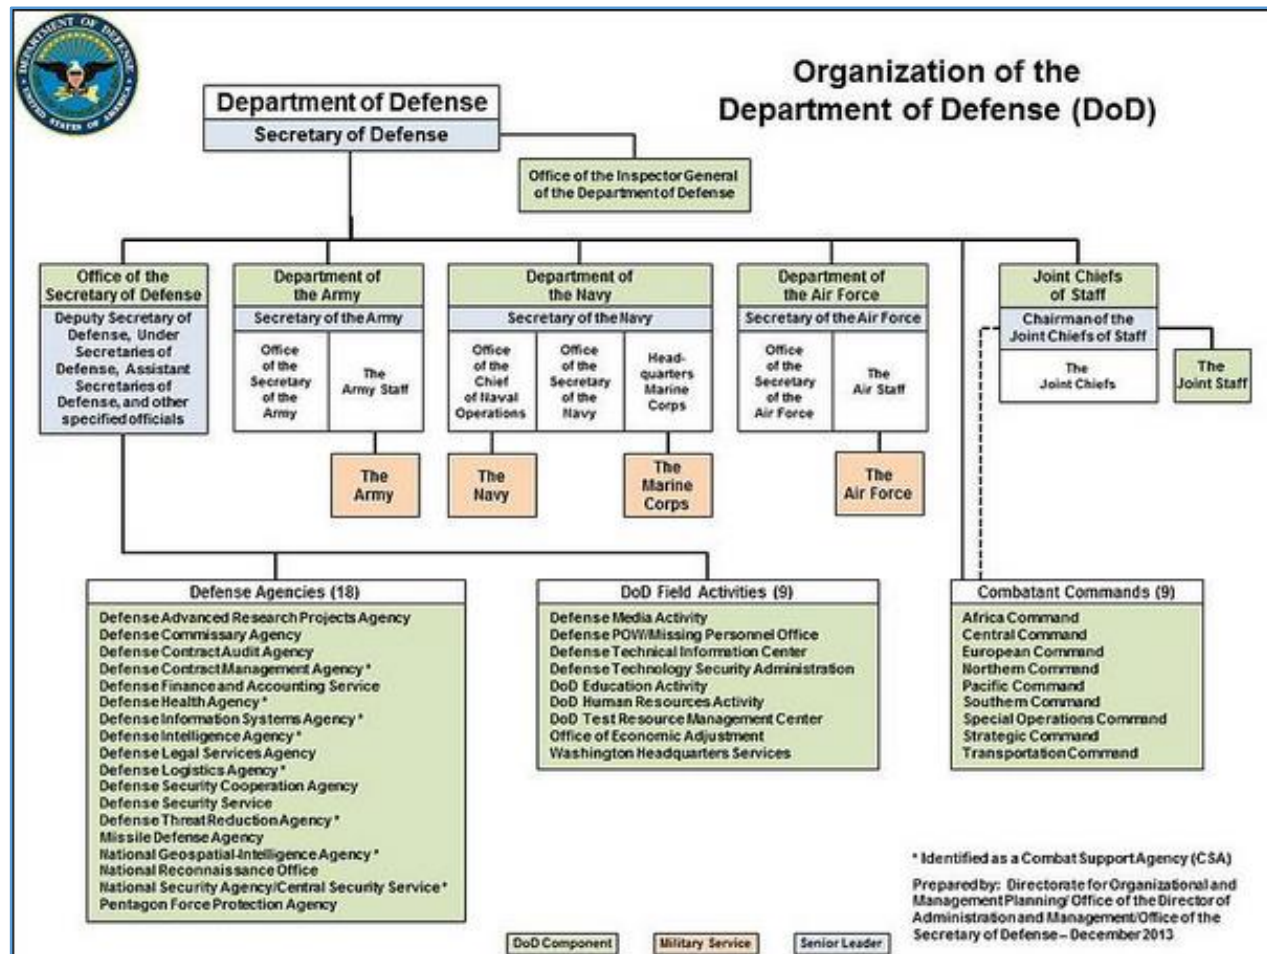 DEPARTMENT OF DEFENSE
UNITED STATES OF AMERICA
Organization of the
Department of Defense (DoD)
Department of Defense
Secretary of Defense
Office of the Inspector General
of the Department of Defense
Office of the
Secretary of Defense
Deputy Secretary of
Defense, Under
Secretaries of
Defense, Assistant
Secretaries of
Defense, and other
specified officials
Department of
the Army
Secretary of the Army
Office
of the
Secretary
of the
Army
The
Army Staff
The
Army
Department of
the Navy
Secretary of the Navy
Office
of the
Chief
of Naval
Operations
Office
of the
Secretary
of the
Navy
Head-
quarters
Marine
Corps
The
Navy
The
Marine
Corps
Department of
the Air Force
Secretary of the Air Force
Office
of the
Secretary
of the
Air Force
The
Air Staff
The
Air Force
Joint Chiefs
of Staff
Chairman of the
Joint Chiefs of Staff
The
Joint Chiefs
The
Joint Staff
Defense Agencies (18)
Defense Advanced Research Projects Agency
Defense Commissary Agency
Defense Contract Audit Agency
Defense Contract Management Agency *
Defense Finance and Accounting Service
Defense Health Agency *
Defense Information Systems Agency *
Defense Intelligence Agency *
Defense Legal Services Agency
Defense Logistics Agency *
Defense Security Cooperation Agency
Defense Security Service
Defense Threat Reduction Agency *
Missile Defense Agency
National Geospatial-Intelligence Agency *
National Reconnaissance Office
National Security Agency/Central Security Service *
Pentagon Force Protection Agency
DoD Field Activities (9)
Defense Media Activity
Defense POW/Missing Personnel Office
Defense Technical Information Center
Defense Technology Security Administration
DoD Education Activity
DoD Human Resources Activity
DoD Test Resource Management Center
Office of Economic Adjustment
Washington Headquarters Services
Combatant Commands (9)
Africa Command
Central Command
European Command
Northern Command
Pacific Command
Southern Command
Special Operations Command
Strategic Command
Transportation Command
* Identified as a Combat Support Agency (CSA)
Prepared by: Directorate for Organizational and
Management Planning/ Office of the Director of
Administration and Management/Office of the
Secretary of Defense – December 2013
DoD Component
Military Service
Senior Leader